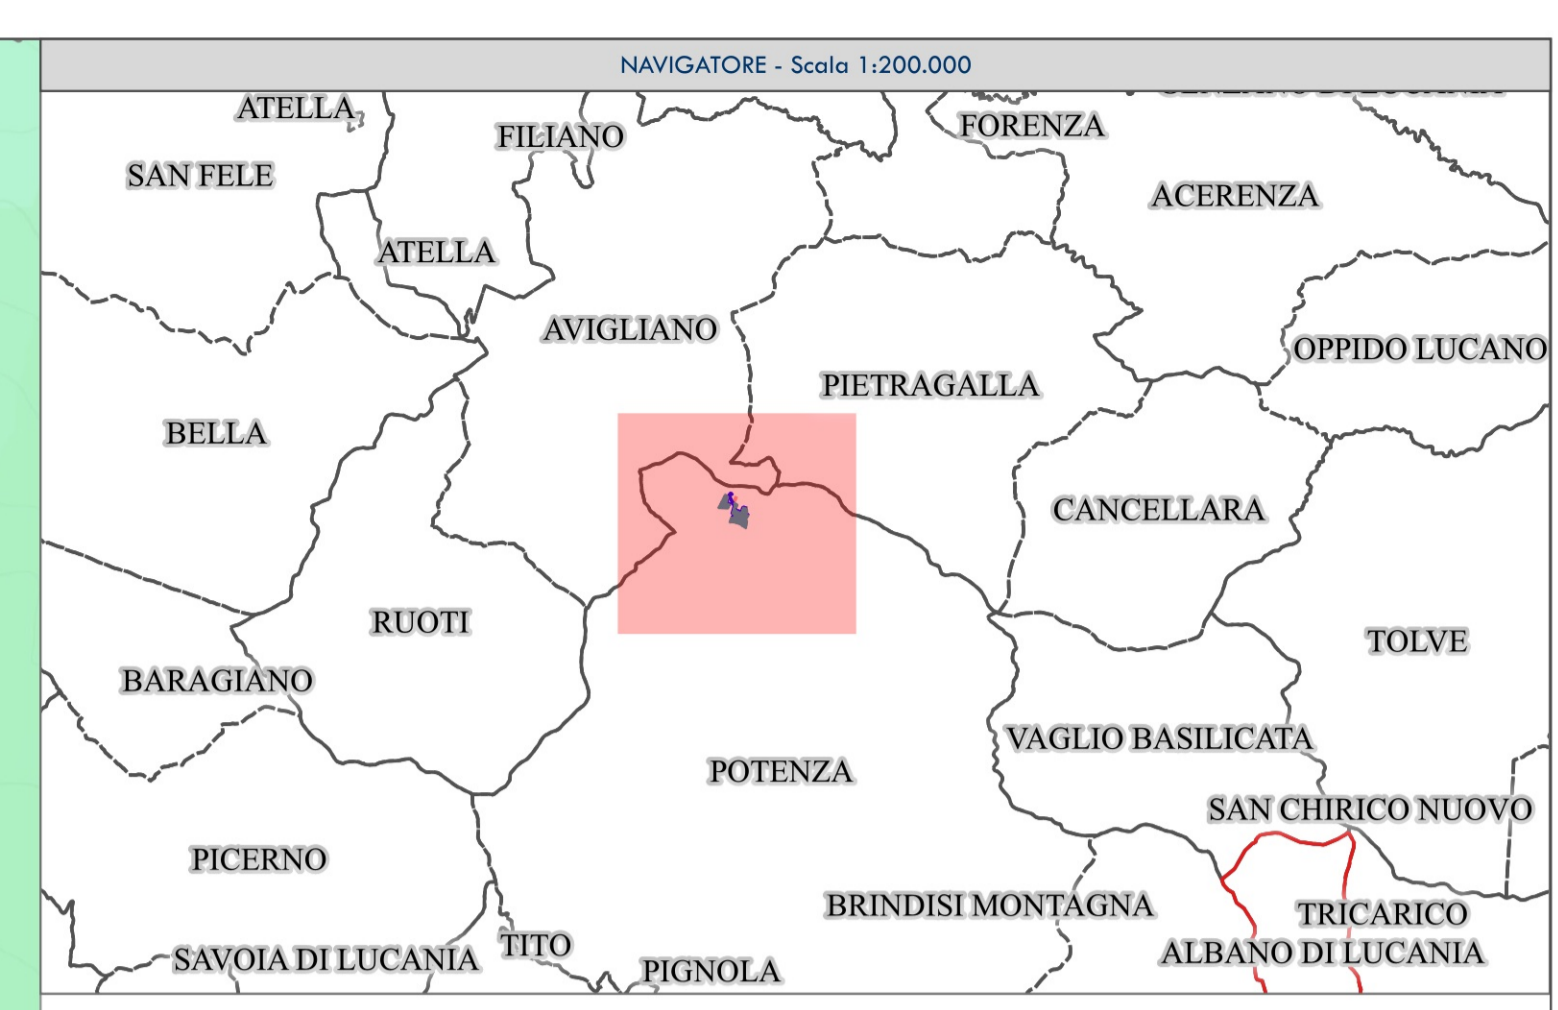 NAVIGATORE - Scala 1:200.000
ATELLA
FILIANO
FORENZA
SAN FELE
ACERENZA
ATELLA
AVIGLIANO
OPPIDO LUCANO
PIETRAGALLA
BELLA
CANCELLARA
RUOTI
TOLVE
BARAGIANO
VAGLIO BASILICATA
POTENZA
SAN CHIRICO NUOVO
PICERNO
BRINDISI MONTAGNA
TRICARICO
TITO
ALBANO DI LUCANIA
SAVOIA DI LUCANIA
PIGNOLA